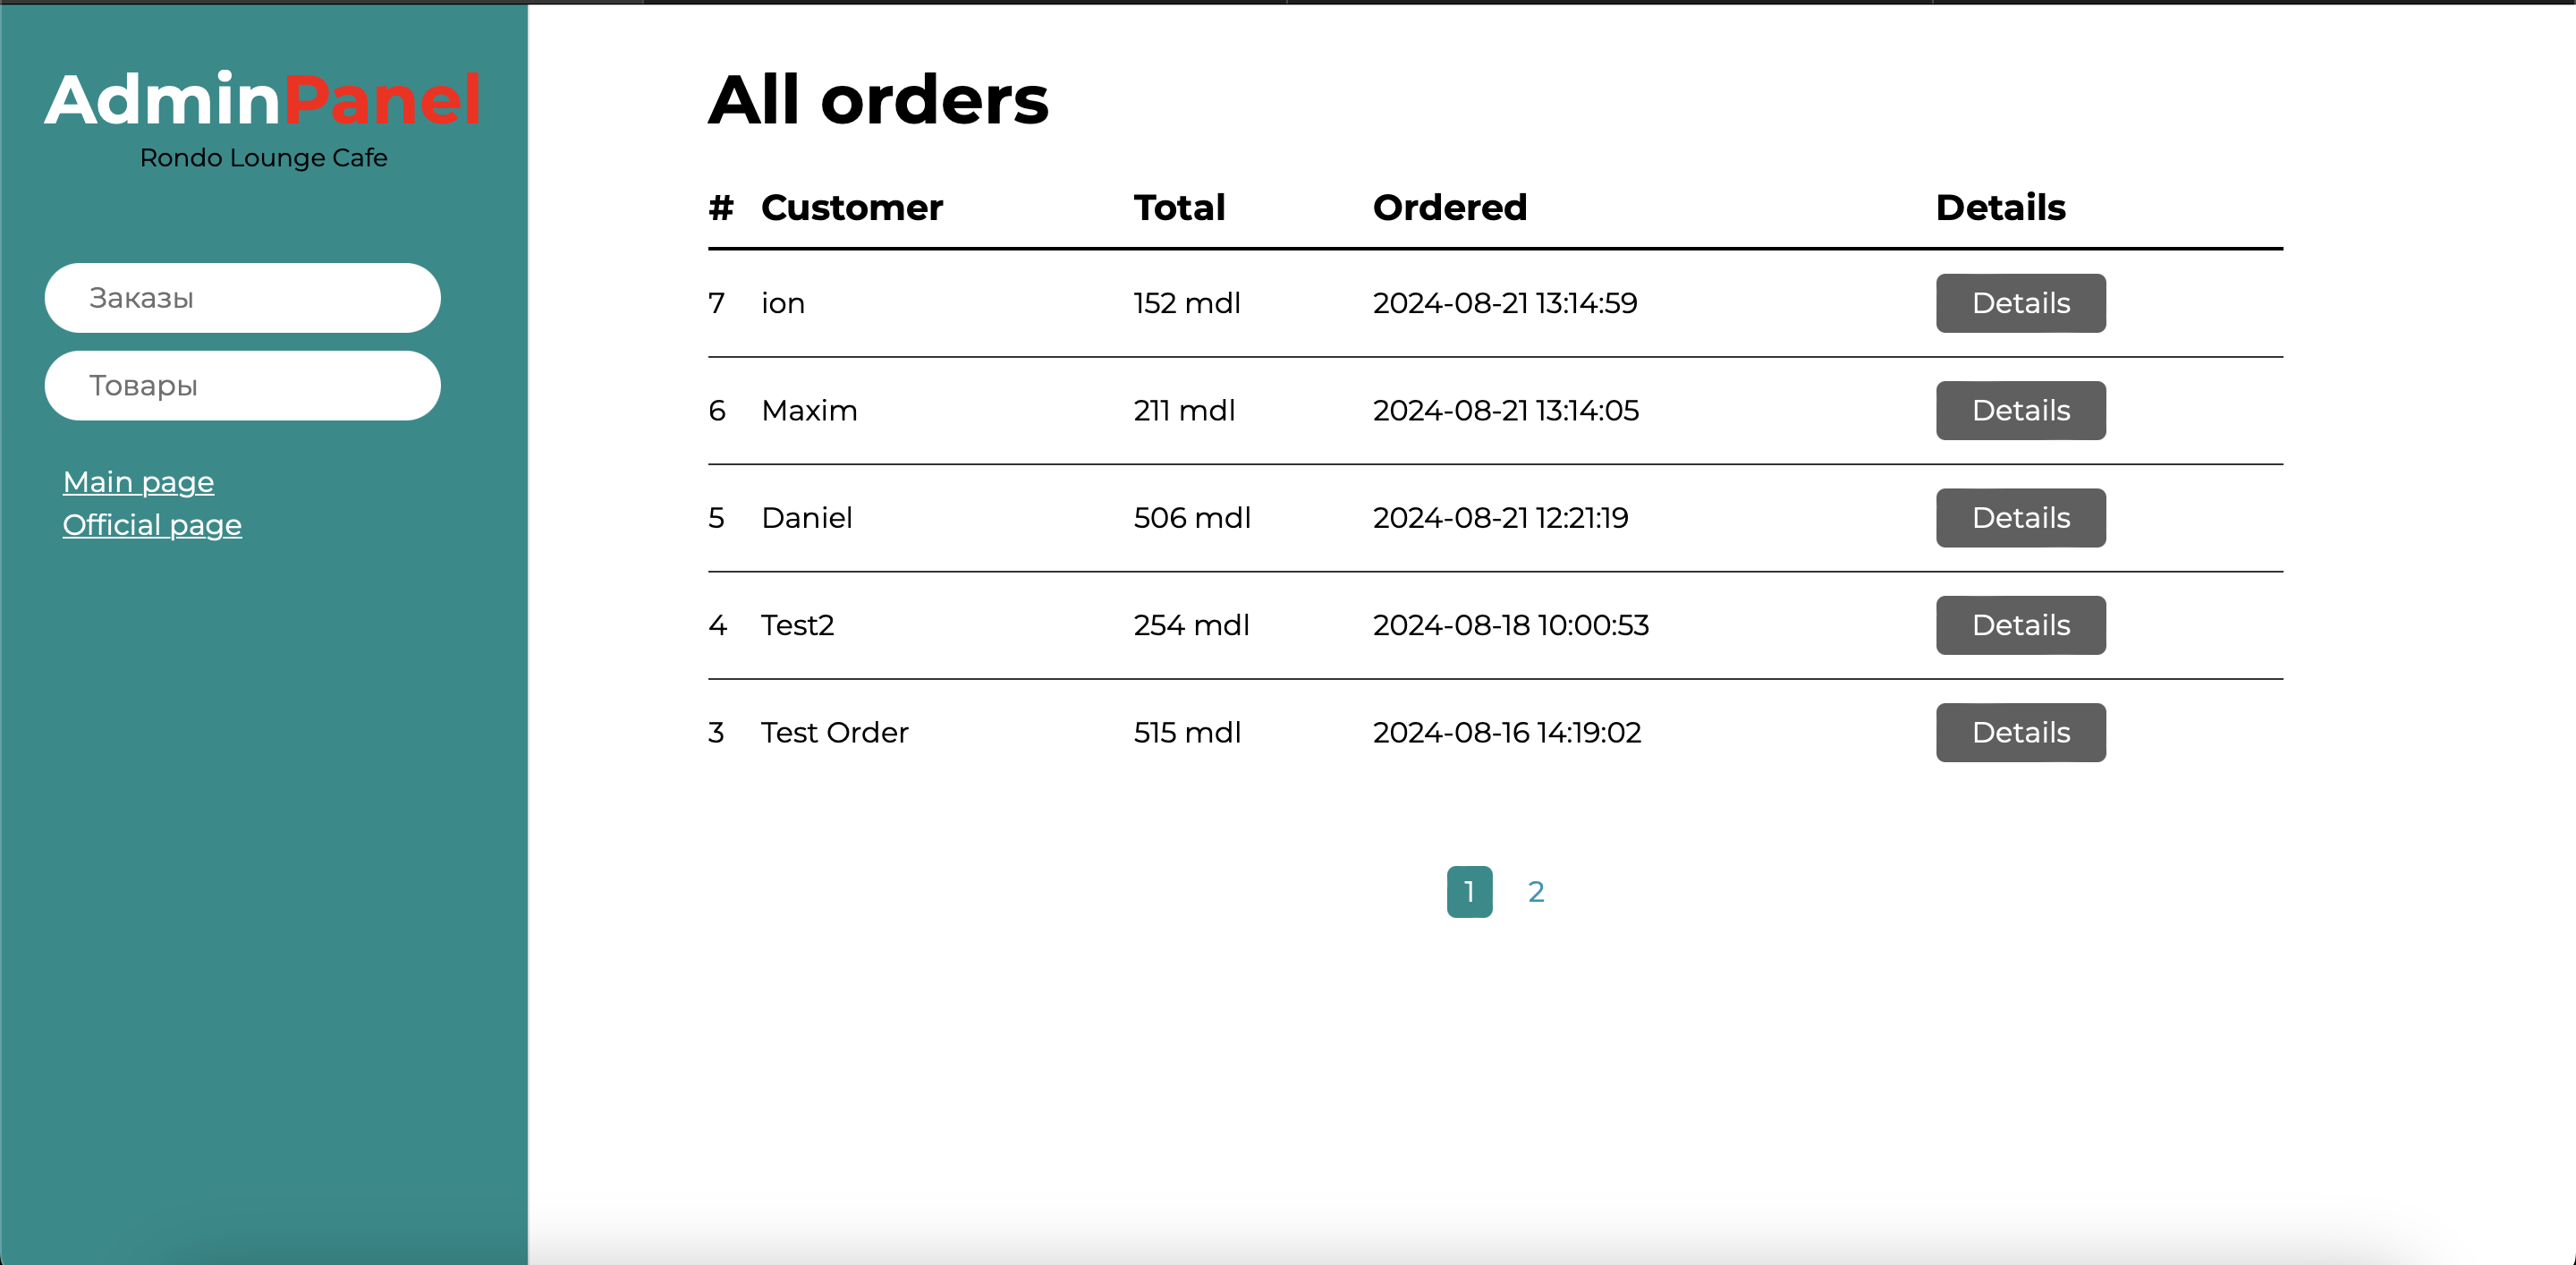 AdminPanel
Rondo Lounge Cafe
Заказы
Товары
Main page
Official page
All orders
# Customer Total Ordered Details
7 ion 152 mdl 2024-08-21 13:14:59 Details
6 Maxim 211 mdl 2024-08-21 13:14:05 Details
5 Daniel 506 mdl 2024-08-21 12:21:19 Details
4 Test2 254 mdl 2024-08-18 10:00:53 Details
3 Test Order 515 mdl 2024-08-16 14:19:02 Details
1 2